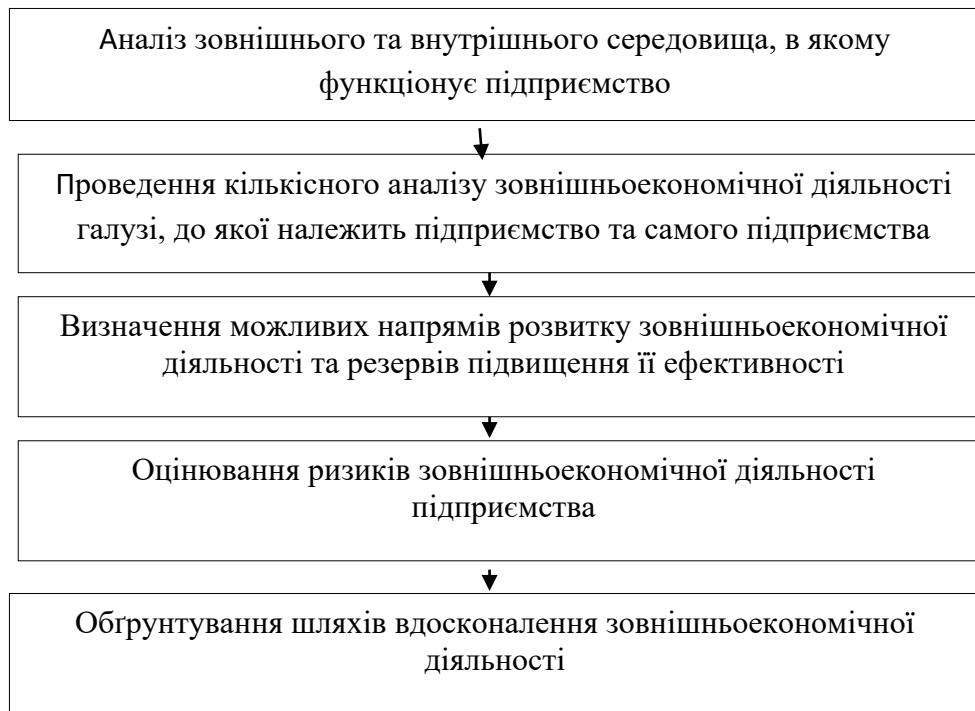 Аналіз зовнішнього та внутрішнього середовища, в якому
функціонує підприємство
Проведення кількісного аналізу зовнішньоекономічної діяльності
галузі, до якої належить підприємство та самого підприємства
Визначення можливих напрямів розвитку зовнішньоекономічної
діяльності та резервів підвищення її ефективності
Оцінювання ризиків зовнішньоекономічної діяльності
підприємства
Обґрунтування шляхів вдосконалення зовнішньоекономічної
діяльності